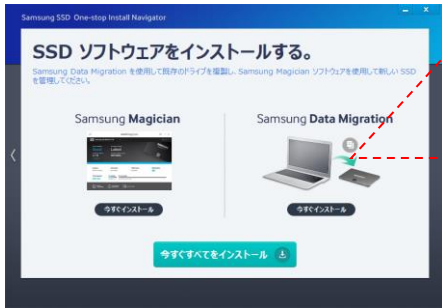 Samsung SSD One-stop Install Navigator
SSD ソフトウェアをインストールする。
Samsung Data Migration を使用して既存のドライブを複製し、Samsung Magician ソフトウェアを使用して新しい SSD
を管理してください。
Samsung Magician
Samsung Data Migration
今すぐインストール
今すぐインストール
今すぐすべてをインストール